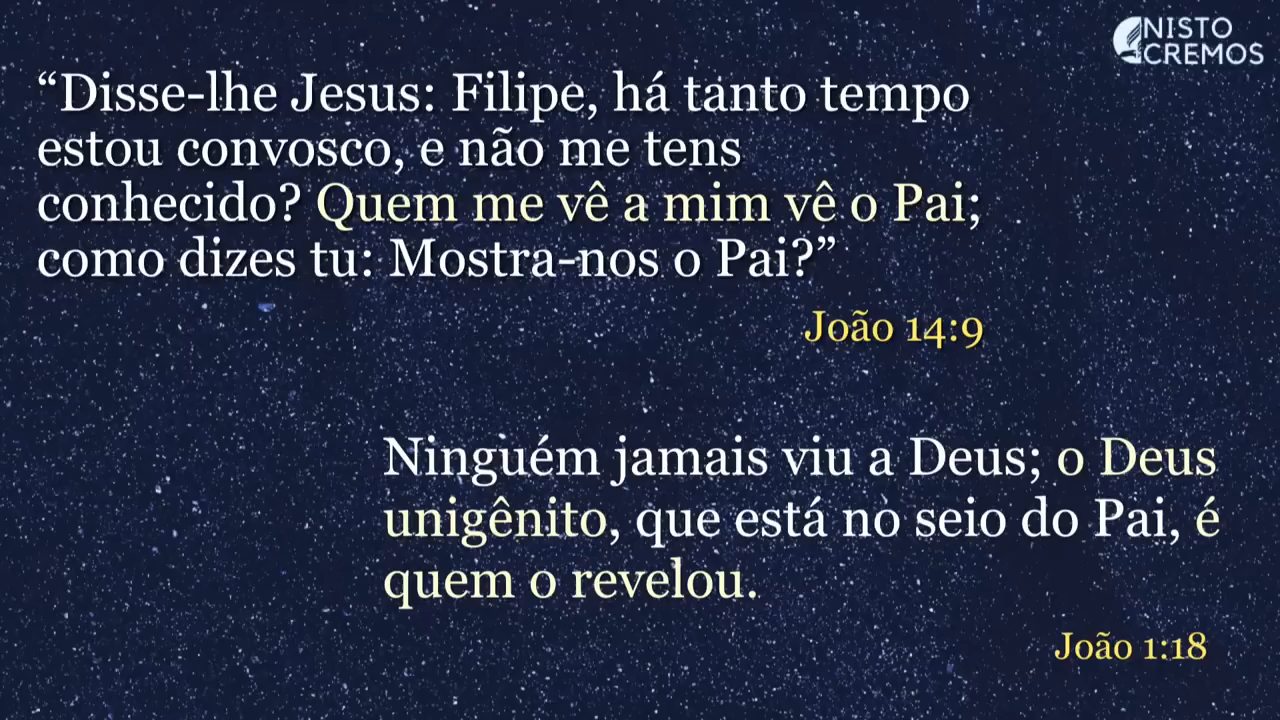 NISTO
CREMOS
“Disse-lhe Jesus: Filipe, há tanto tempo
estou convosco, e não me tens
conhecido? Quem me vê a mim vê o Pai;
como dizes tu: Mostra-nos o Pai?”
João 14:9
Ninguém jamais viu a Deus; o Deus
unigênito, que está no seio do Pai, é
quem o revelou.
João 1:18